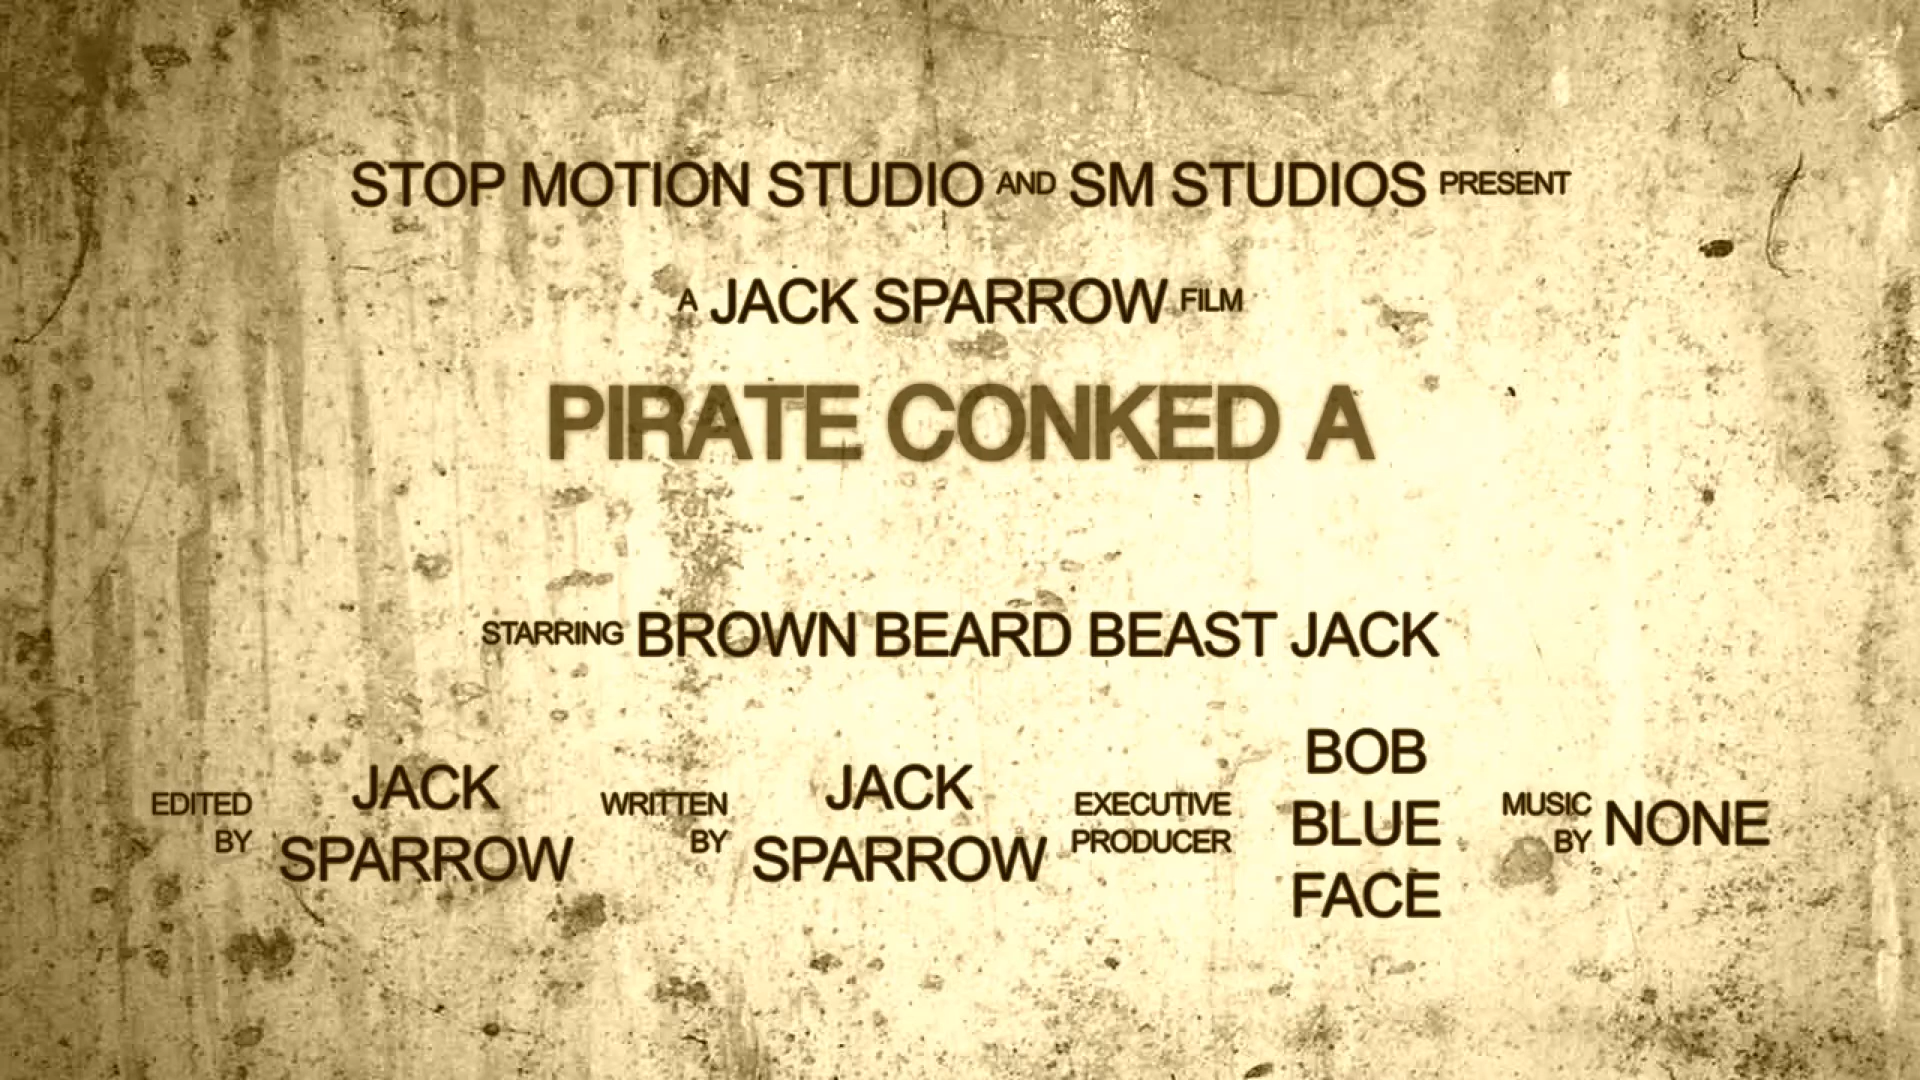 STOP MOTION STUDIO AND SM STUDIOS PRESENT
A JACK SPARROW FILM
PIRATE CONKED A
STARRING BROWN BEARD BEAST JACK
EDITED BY JACK SPARROW
WRITTEN BY JACK SPARROW
EXECUTIVE PRODUCER BOB BLUE FACE
MUSIC BY NONE